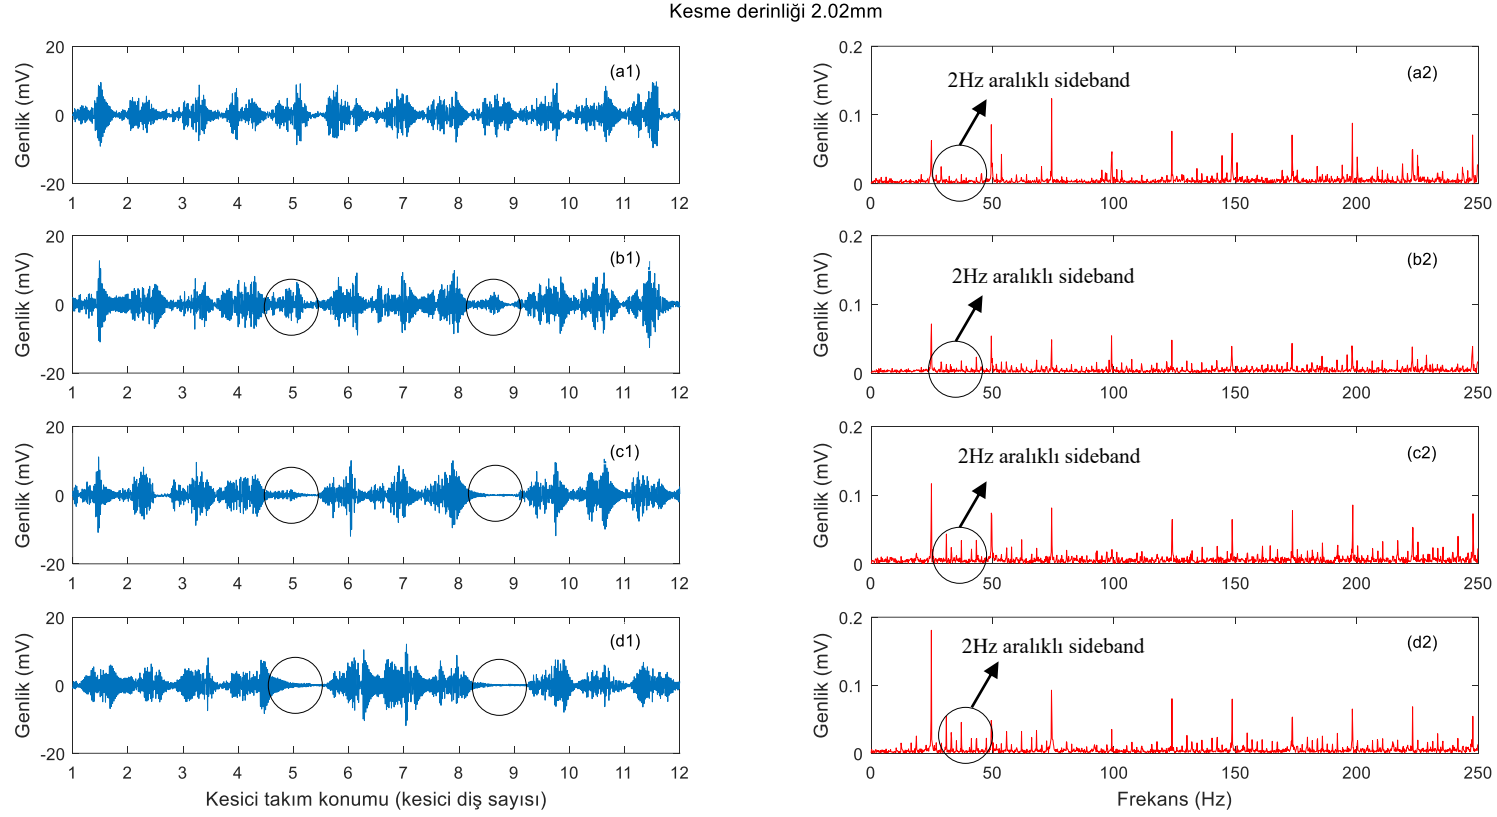 Kesme derinliği 2.02mm
Genlik (mV)
20
0
-20
(a1)
1 2 3 4 5 6 7 8 9 10 11 12
Genlik (mV)
0.2
0.1
0
2Hz aralıklı sideband
(a2)
0 50 100 150 200 250
Genlik (mV)
20
0
-20
(b1)
1 2 3 4 5 6 7 8 9 10 11 12
Genlik (mV)
0.2
0.1
0
2Hz aralıklı sideband
(b2)
0 50 100 150 200 250
Genlik (mV)
20
0
-20
(c1)
1 2 3 4 5 6 7 8 9 10 11 12
Genlik (mV)
0.2
0.1
0
2Hz aralıklı sideband
(c2)
0 50 100 150 200 250
Genlik (mV)
20
0
-20
(d1)
1 2 3 4 5 6 7 8 9 10 11 12
Kesici takım konumu (kesici diş sayısı)
Genlik (mV)
0.2
0.1
0
2Hz aralıklı sideband
(d2)
0 50 100 150 200 250
Frekans (Hz)